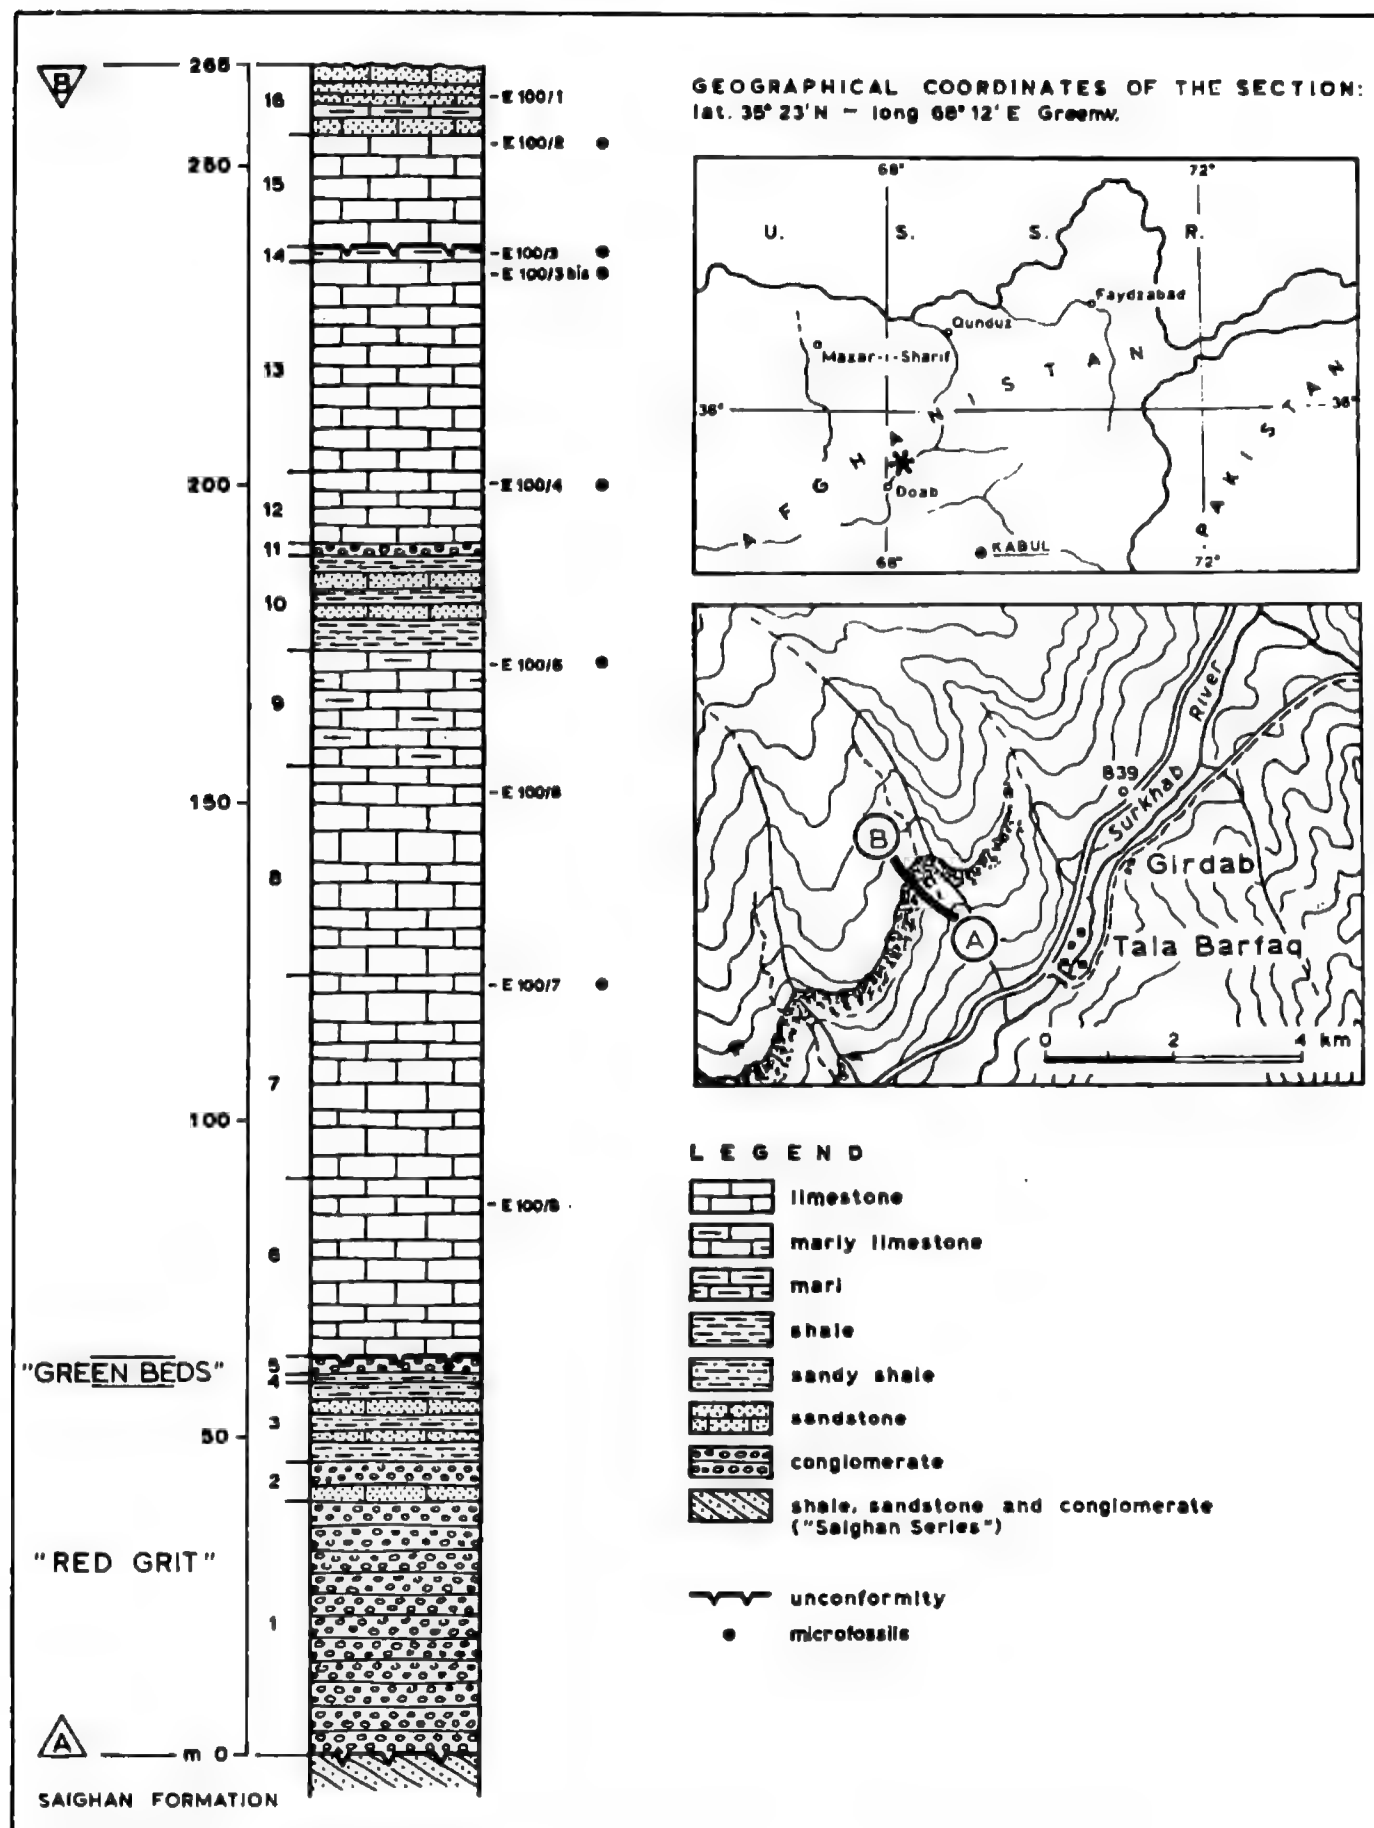 B
265
250
200
150
100
50
m 0
A
16
15
14
13
12
11
10
9
8
7
6
5
4
3
2
1
"GREEN BEDS"
"RED GRIT"
SAIGHAN FORMATION
E 100/1
E 100/2
E 100/3
E 100/3 bis
E 100/4
E 100/5
E 100/6
E 100/7
E 100/8
GEOGRAPHICAL COORDINATES OF THE SECTION:
lat. 35° 23' N - long 68° 12' E Greenw.
68° 72°
U. S. S. R.
Faydzabad
Qunduz
Mazar-i-Sharif
36° 36°
AFGHANISTAN
PAKISTAN
Doab
KABUL
68° 72°
River
Surkhab
839
B
Girdab
A
Tala Barfaq
0 2 4 km
LEGEND
limestone
marly limestone
marl
shale
sandy shale
sandstone
conglomerate
shale, sandstone and conglomerate
("Saighan Series")
unconformity
microfossils